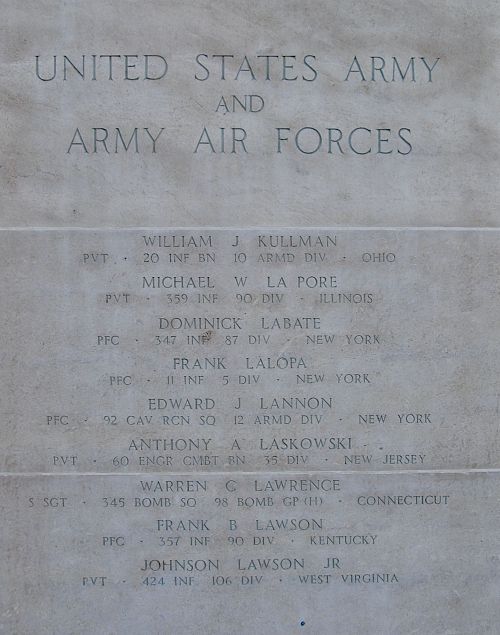 UNITED STATES ARMY
AND
ARMY AIR FORCES
WILLIAM J KULLMAN
PVT · 20 INF BN 10 ARMD DIV · OHIO
MICHAEL W LA PORE
PVT · 359 INF 90 DIV · ILLINOIS
DOMINICK LABATE
PFC · 347 INF 87 DIV · NEW YORK
FRANK LALOPA
PFC · 11 INF 5 DIV · NEW YORK
EDWARD J LANNON
PFC · 92 CAV RCN SQ 12 ARMD DIV · NEW YORK
ANTHONY A LASKOWSKI
PVT · 60 ENGR CMBT BN 35 DIV · NEW JERSEY
WARREN C LAWRENCE
S SGT · 345 BOMB SQ 98 BOMB GP (H) · CONNECTICUT
FRANK B LAWSON
PFC · 357 INF 90 DIV · KENTUCKY
JOHNSON LAWSON JR
PVT · 424 INF 106 DIV · WEST VIRGINIA